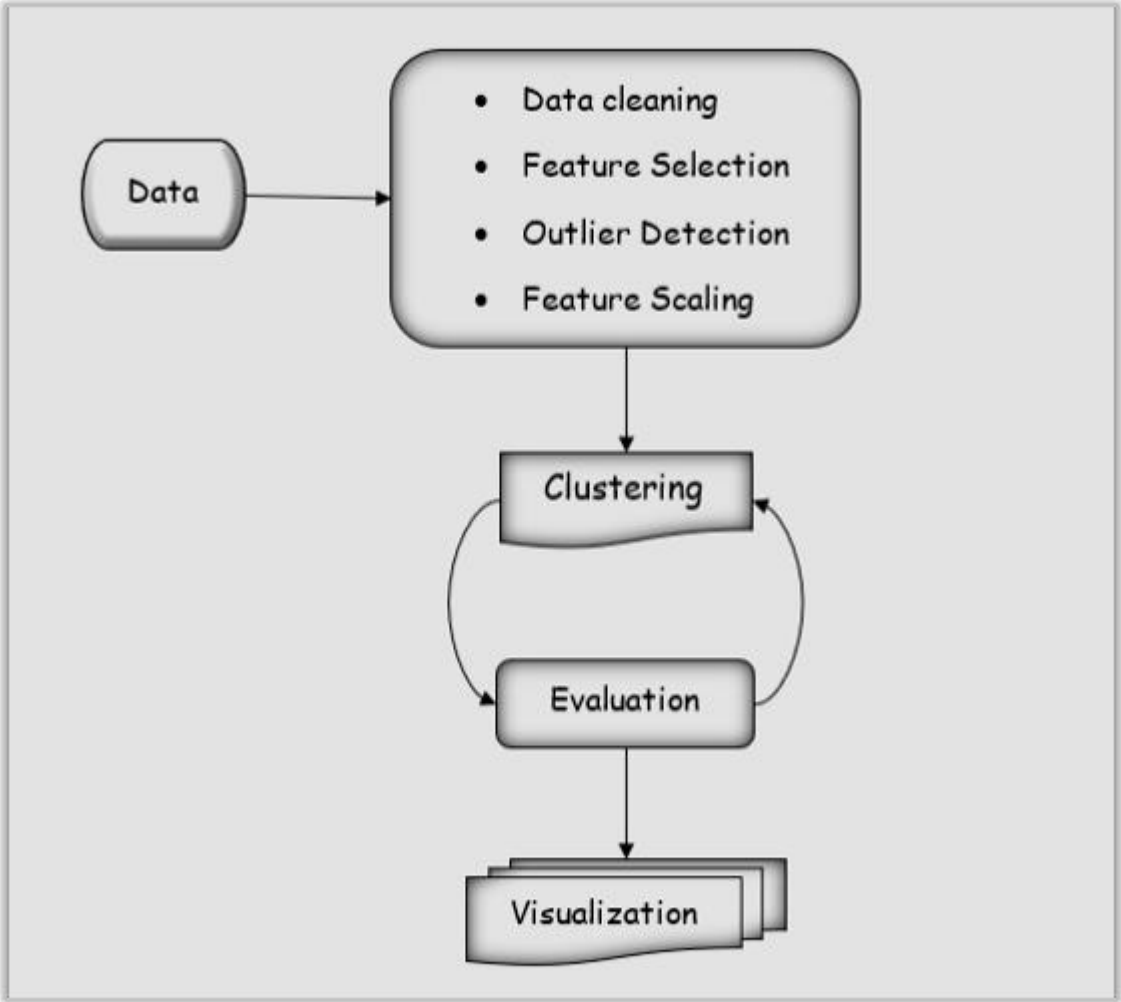 Data
• Data cleaning
• Feature Selection
• Outlier Detection
• Feature Scaling
Clustering
Evaluation
Visualization